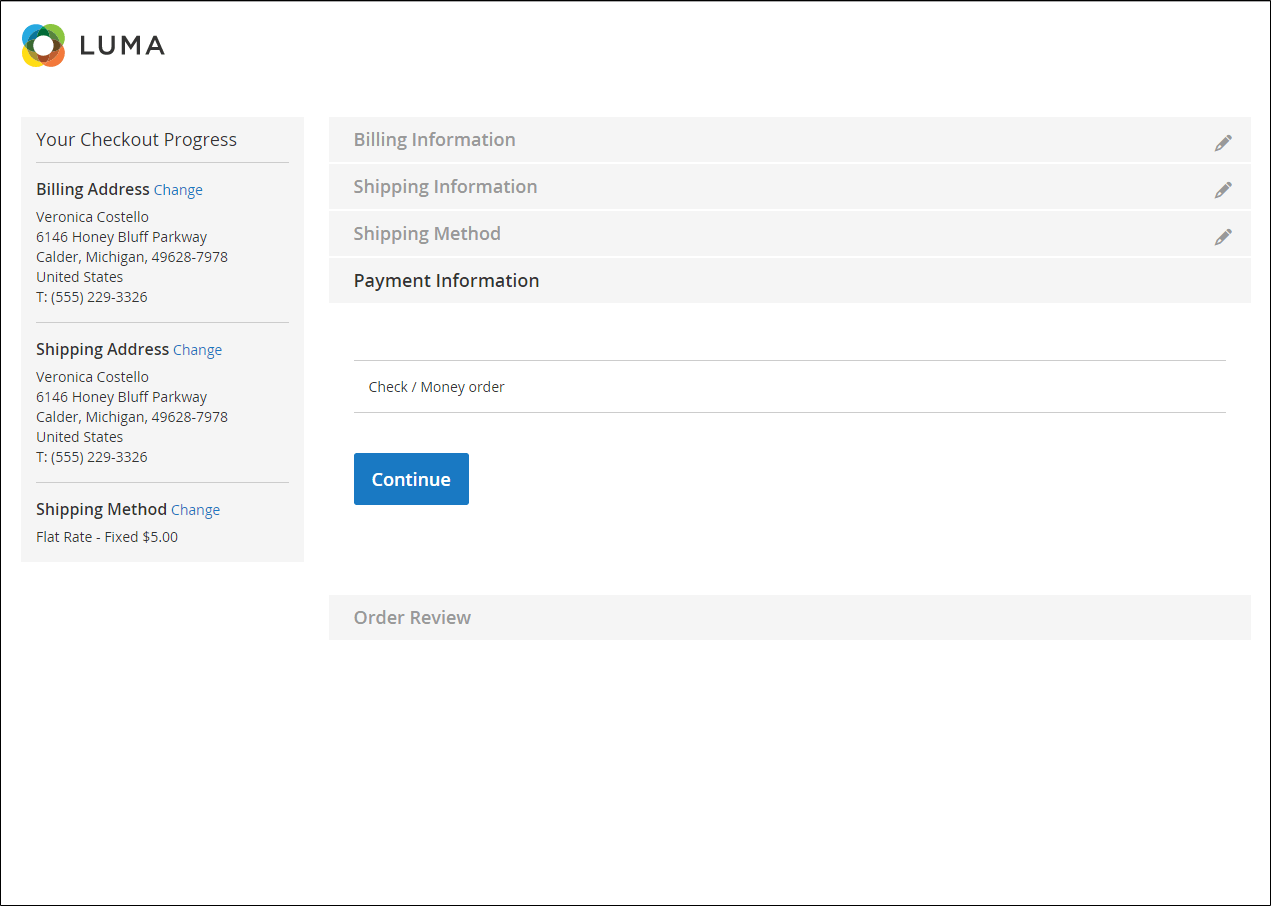 LUMA
Your Checkout Progress
Billing Address Change
Veronica Costello
6146 Honey Bluff Parkway
Calder, Michigan, 49628-7978
United States
T: (555) 229-3326
Shipping Address Change
Veronica Costello
6146 Honey Bluff Parkway
Calder, Michigan, 49628-7978
United States
T: (555) 229-3326
Shipping Method Change
Flat Rate - Fixed $5.00
Billing Information
Shipping Information
Shipping Method
Payment Information
Check / Money order
Continue
Order Review